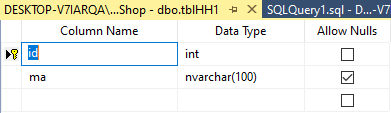 DESKTOP-V7IARQA\...Shop - dbo.tblHH1 SQLQuery1.sql - D...-V7
Column Name Data Type Allow Nulls
id int
ma nvarchar(100)